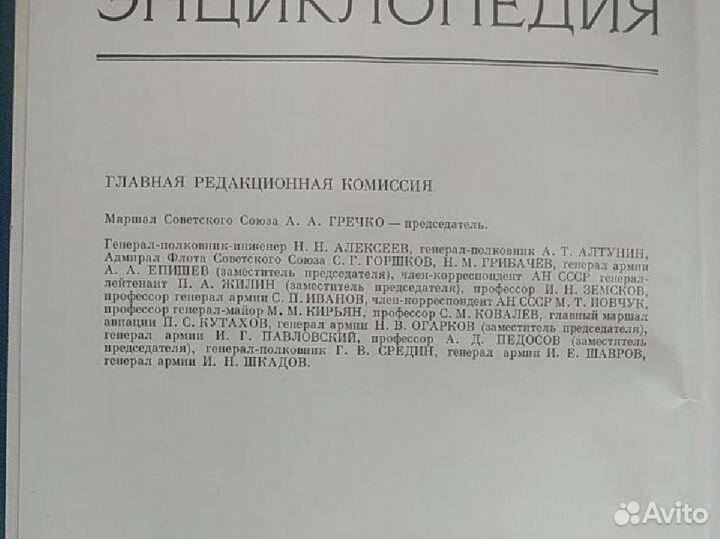 ЭНЦИКЛОПЕДИЯ
ГЛАВНАЯ РЕДАКЦИОННАЯ КОМИССИЯ
Маршал Советского Союза А. А. ГРЕЧКО — председатель.
Генерал-полковник-инженер Н. Н. АЛЕКСЕЕВ, генерал-полковник А. Т. АЛТУНИН,
Адмирал Флота Советского Союза С. Г. ГОРШКОВ, Н. М. ГРИБАЧЕВ, генерал армии
А. А. ЕПИШЕВ (заместитель председателя), член-корреспондент АН СССР генерал-
лейтенант П. А. ЖИЛИН (заместитель председателя), профессор И. Н. ЗЕМСКОВ,
профессор генерал армии С. П. ИВАНОВ, член-корреспондент АН СССР М. Т. ИОВЧУК,
профессор генерал-майор М. М. КИРЬЯН, профессор С. М. КОВАЛЕВ, главный маршал
авиации П. С. КУТАХОВ, генерал армии Н. В. ОГАРКОВ (заместитель председателя),
генерал армии И. Г. ПАВЛОВСКИЙ, профессор А. Д. ПЕДОСОВ (заместитель
председателя), генерал-полковник Г. В. СРЕДИН, генерал армии И. Е. ШАВРОВ,
генерал армии И. Н. ШКАДОВ.
Avito